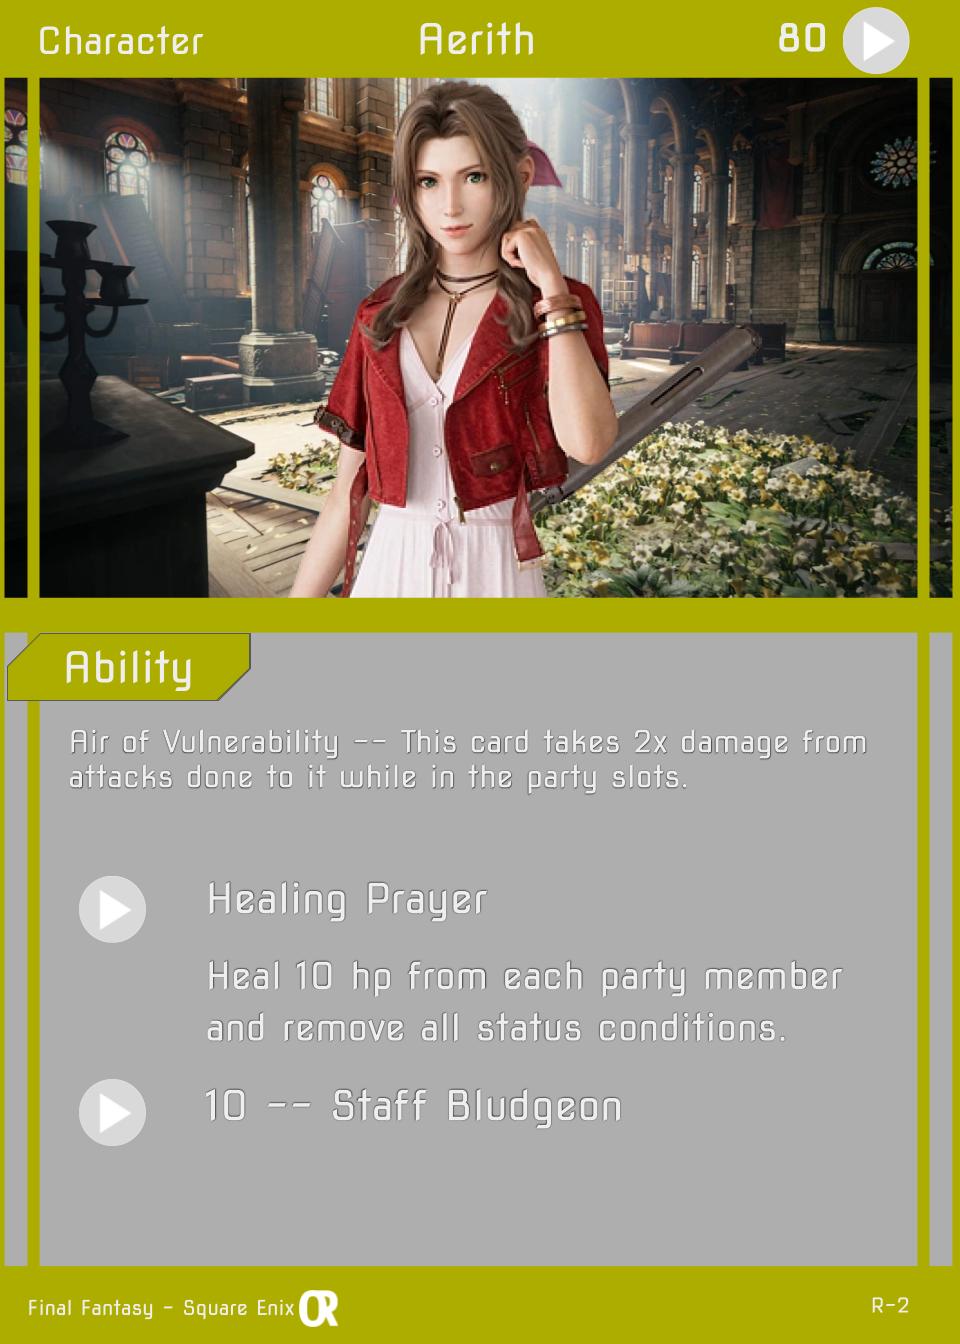 Character
Aerith
80
Ability
Air of Vulnerability -- This card takes 2x damage from
attacks done to it while in the party slots.
Healing Prayer
Heal 10 hp from each party member
and remove all status conditions.
10 -- Staff Bludgeon
Final Fantasy - Square Enix OR
R-2